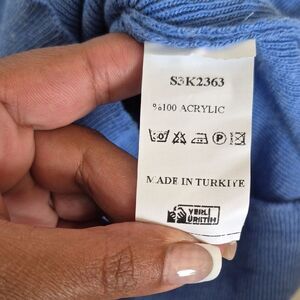 S3K2363
%100 ACRYLIC
P
MADE IN TURKIYE
YERLİ
ÜRETİM